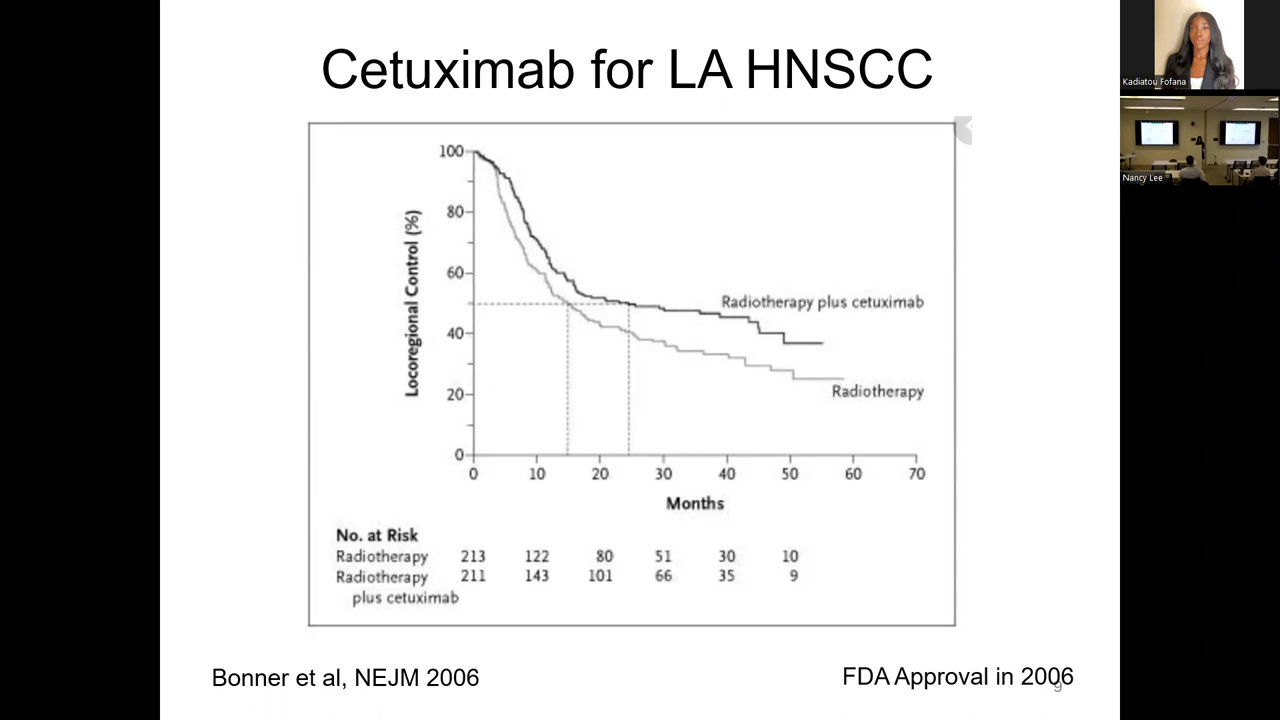 Cetuximab for LA HNSCC
Locoregional Control (%)
100
80
60
40
20
0
Radiotherapy plus cetuximab
Radiotherapy
0 10 20 30 40 50 60 70
Months
No. at Risk
Radiotherapy 213 122 80 51 30 10
Radiotherapy 211 143 101 66 35 9
plus cetuximab
Bonner et al, NEJM 2006
FDA Approval in 2006
9
Kadiatou Fofana
Nancy Lee